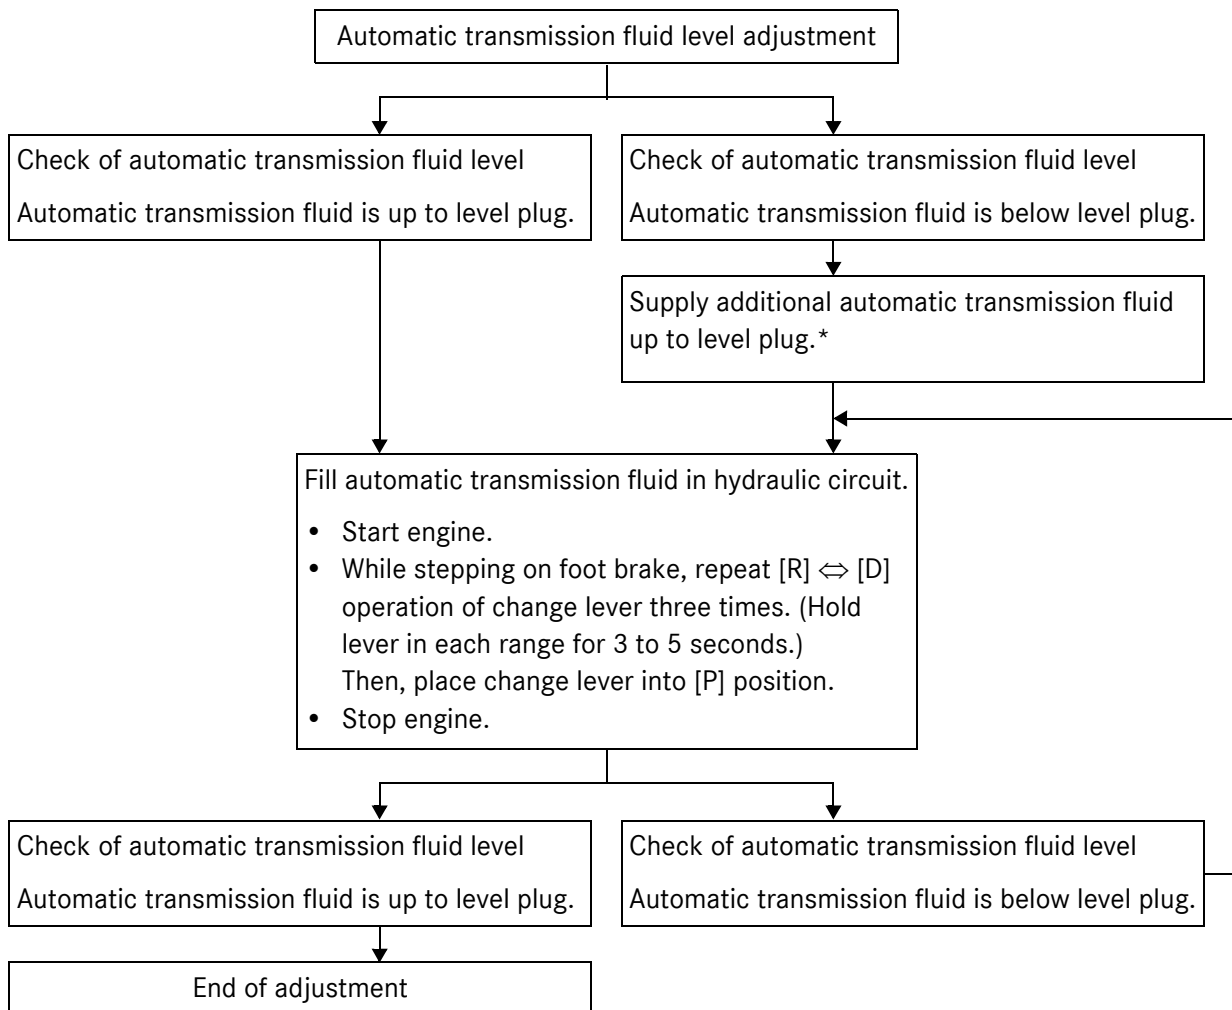 Automatic transmission fluid level adjustment
Check of automatic transmission fluid level
Automatic transmission fluid is up to level plug.
Check of automatic transmission fluid level
Automatic transmission fluid is below level plug.
Supply additional automatic transmission fluid
up to level plug.*
Fill automatic transmission fluid in hydraulic circuit.
• Start engine.
• While stepping on foot brake, repeat [R] ⇔ [D]
operation of change lever three times. (Hold
lever in each range for 3 to 5 seconds.)
Then, place change lever into [P] position.
• Stop engine.
Check of automatic transmission fluid level
Automatic transmission fluid is up to level plug.
Check of automatic transmission fluid level
Automatic transmission fluid is below level plug.
End of adjustment